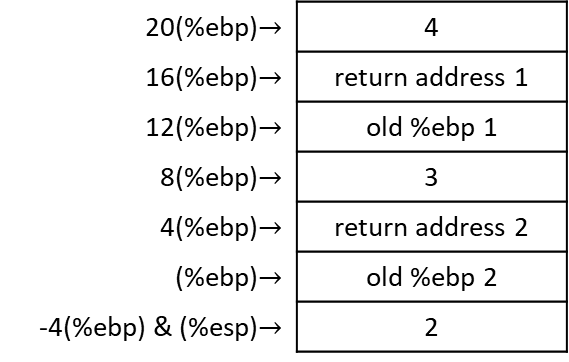 20(%ebp)→ 4
16(%ebp)→ return address 1
12(%ebp)→ old %ebp 1
8(%ebp)→ 3
4(%ebp)→ return address 2
(%ebp)→ old %ebp 2
-4(%ebp) & (%esp)→ 2